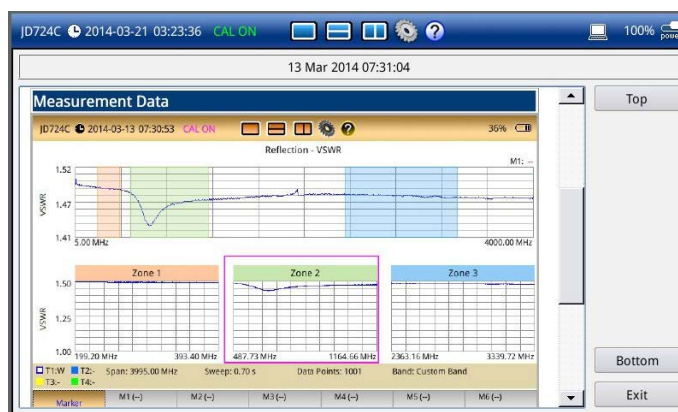 JD724C 2014-03-21 03:23:36 CAL ON 100%
13 Mar 2014 07:31:04
Measurement Data
Top
JD724C 2014-03-13 07:30:53 CAL ON 36%
Reflection - VSWR
M1: --
1.52
VSWR
1.47
1.41
5.00 MHz 4000.00 MHz
Zone 1 Zone 2 Zone 3
1.50
VSWR
1.25
1.00
199.20 MHz 393.40 MHz 487.73 MHz 1164.66 MHz 2363.16 MHz 3339.72 MHz
T1:W T2:- Span: 3995.00 MHz Sweep: 0.70 s Data Points: 1001 Band: Custom Band
T3:- T4:-
Bottom
Marker M1 (--) M2 (--) M3 (--) M4 (--) M5 (--) M6 (--)
Exit